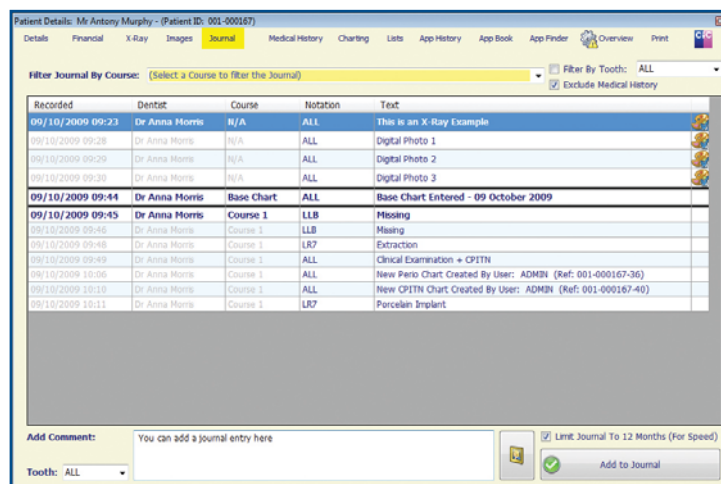 Patient Details: Mr Antony Murphy - (Patient ID: 001-000167)
Details Financial X-Ray Images Journal Medical History Charting Lists App History App Book App Finder Overview Print
Filter Journal By Course: (Select a Course to filter the Journal) Filter By Tooth: ALL
Exclude Medical History
Recorded Dentist Course Notation Text
09/10/2009 09:23 Dr Anna Morris N/A ALL This is an X-Ray Example
09/10/2009 09:28 Dr Anna Morris N/A ALL Digital Photo 1
09/10/2009 09:29 Dr Anna Morris N/A ALL Digital Photo 2
09/10/2009 09:30 Dr Anna Morris N/A ALL Digital Photo 3
09/10/2009 09:44 Dr Anna Morris Base Chart ALL Base Chart Entered - 09 October 2009
09/10/2009 09:45 Dr Anna Morris Course 1 LLB Missing
09/10/2009 09:46 Dr Anna Morris Course 1 LLB Missing
09/10/2009 09:48 Dr Anna Morris Course 1 LR7 Extraction
09/10/2009 09:49 Dr Anna Morris Course 1 ALL Clinical Examination + CPITN
09/10/2009 10:06 Dr Anna Morris Course 1 ALL New Perio Chart Created By User: ADMIN (Ref: 001-000167-36)
09/10/2009 10:10 Dr Anna Morris Course 1 ALL New CPITN Chart Created By User: ADMIN (Ref: 001-000167-40)
09/10/2009 10:11 Dr Anna Morris Course 1 LR7 Porcelain Implant
Add Comment: You can add a journal entry here
Limit Journal To 12 Months (For Speed)
Tooth: ALL
Add to Journal